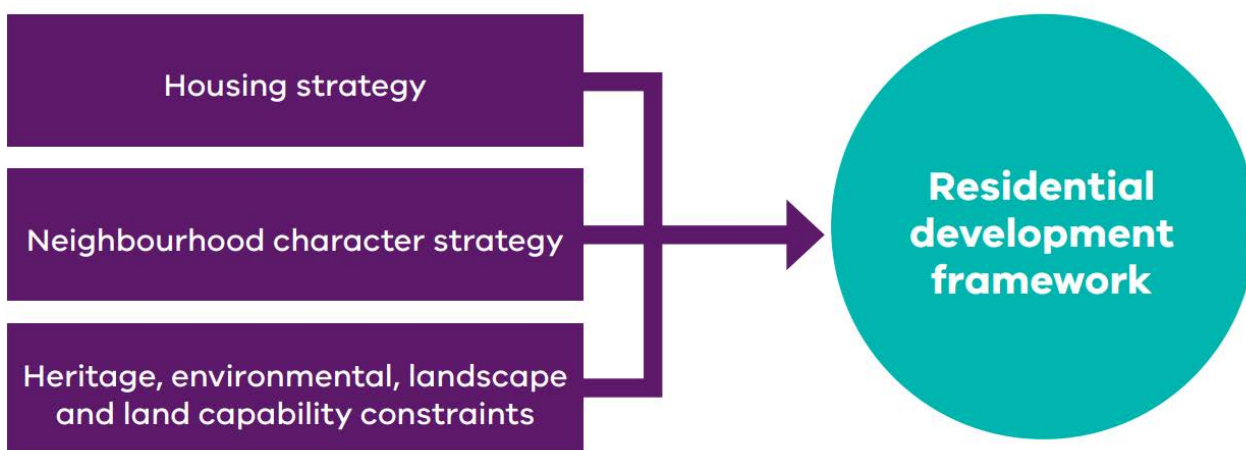 Housing strategy
Neighbourhood character strategy
Heritage, environmental, landscape
and land capability constraints
Residential
development
framework